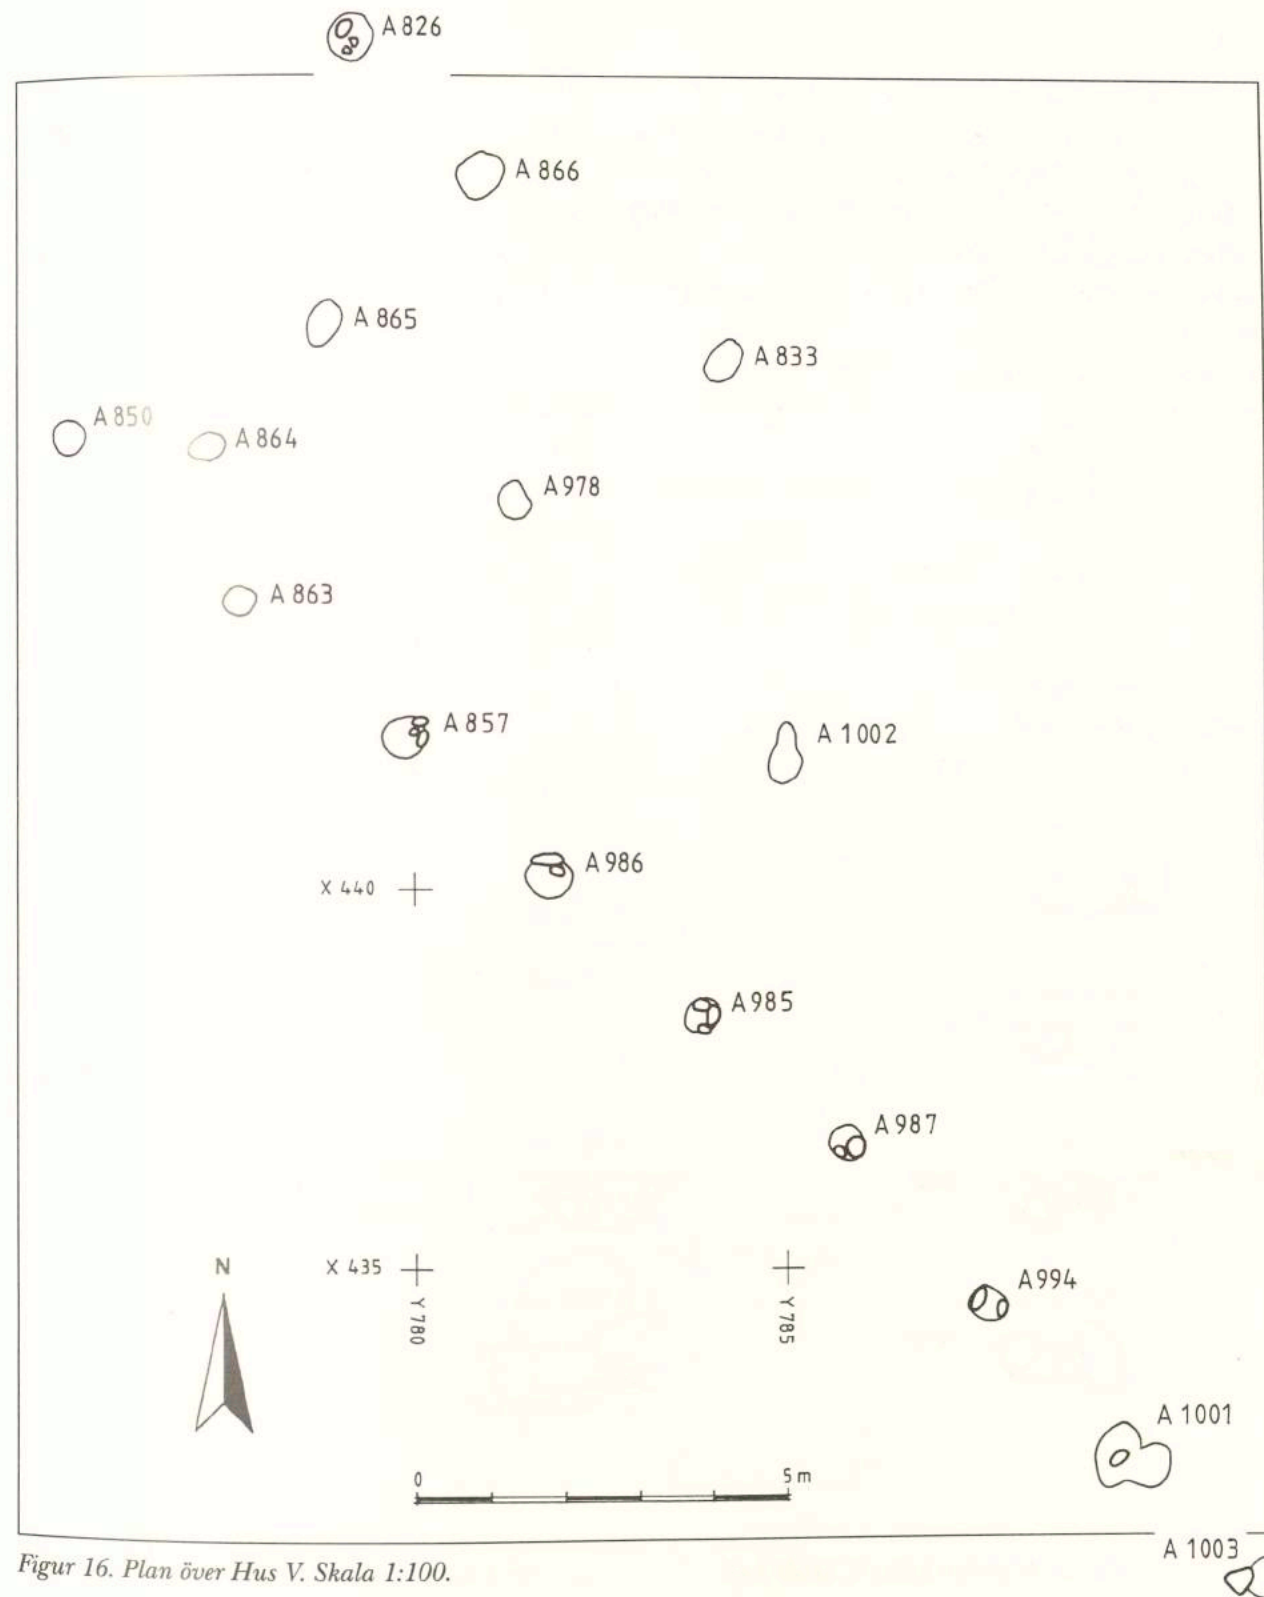 A 826
A 866
A 865
A 833
A 850
A 864
A 978
A 863
A 857
A 1002
A 986
X 440
A 985
A 987
N
X 435
A 994
Y 780
Y 785
A 1001
0
5 m
A 1003
Figur 16. Plan över Hus V. Skala 1:100.